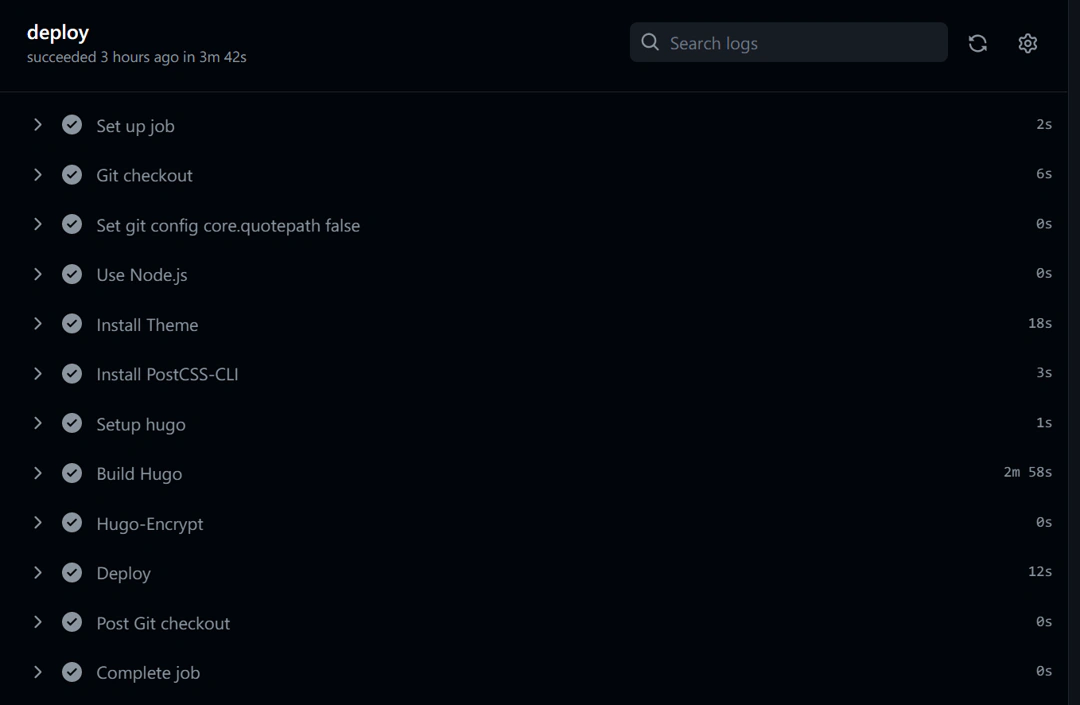 deploy
succeeded 3 hours ago in 3m 42s
Search logs
Set up job 2s
Git checkout 6s
Set git config core.quotepath false 0s
Use Node.js 0s
Install Theme 18s
Install PostCSS-CLI 3s
Setup hugo 1s
Build Hugo 2m 58s
Hugo-Encrypt 0s
Deploy 12s
Post Git checkout 0s
Complete job 0s